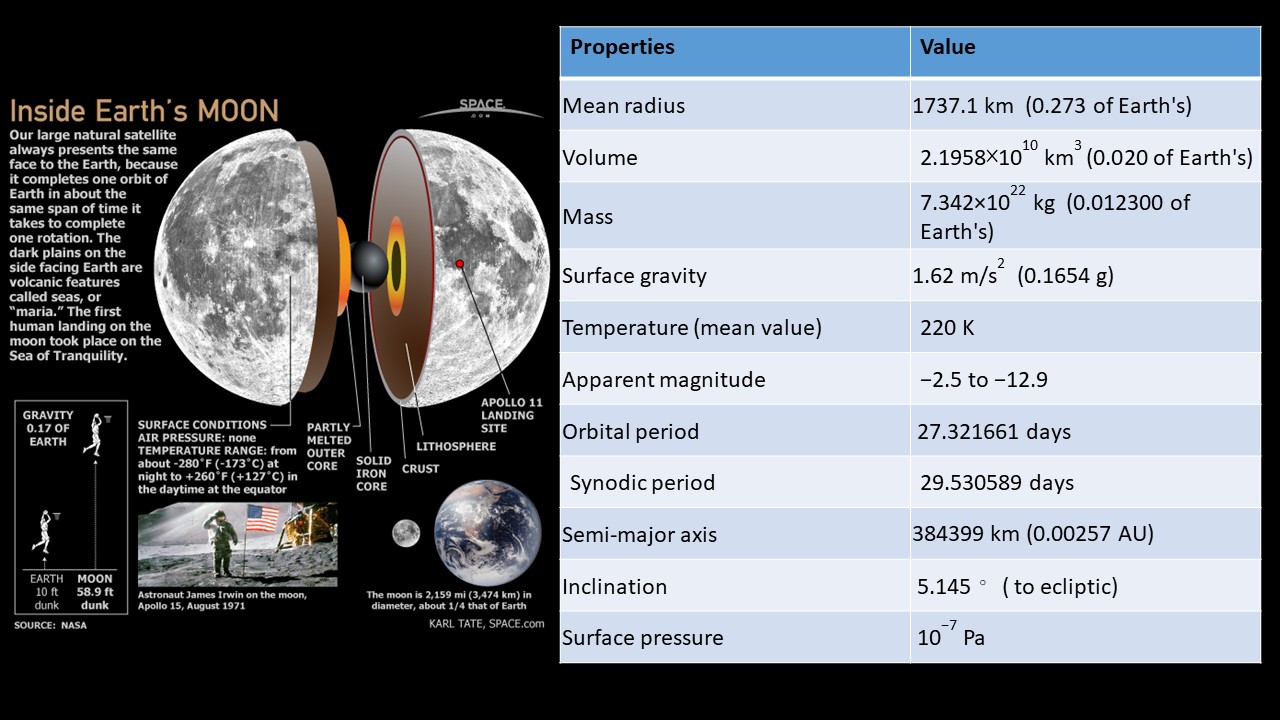 Inside Earth's MOON
SPACE
.COM
Our large natural satellite
always presents the same
face to the Earth, because
it completes one orbit of
Earth in about the
same span of time it
takes to complete
one rotation. The
dark plains on the
side facing Earth are
volcanic features
called seas, or
"maria." The first
human landing on the
moon took place on the
Sea of Tranquility.
GRAVITY
0.17 OF
EARTH
EARTH
10 ft
dunk
MOON
58.9 ft
dunk
SOURCE: NASA
SURFACE CONDITIONS
AIR PRESSURE: none
TEMPERATURE RANGE: from
about -280˚F (-173˚C) at
night to +260˚F (+127˚C) in
the daytime at the equator
PARTLY
MELTED
OUTER
CORE
SOLID
IRON
CORE
CRUST
LITHOSPHERE
APOLLO 11
LANDING
SITE
Astronaut James Irwin on the moon,
Apollo 15, August 1971
The moon is 2,159 mi (3,474 km) in
diameter, about 1/4 that of Earth
KARL TATE, SPACE.com
Properties Value
Mean radius 1737.1 km (0.273 of Earth's)
Volume 2.1958×10¹⁰ km³ (0.020 of Earth's)
Mass 7.342×10²² kg (0.012300 of
Earth's)
Surface gravity 1.62 m/s² (0.1654 g)
Temperature (mean value) 220 K
Apparent magnitude −2.5 to −12.9
Orbital period 27.321661 days
Synodic period 29.530589 days
Semi-major axis 384399 km (0.00257 AU)
Inclination 5.145 ° ( to ecliptic)
Surface pressure 10⁻⁷ Pa